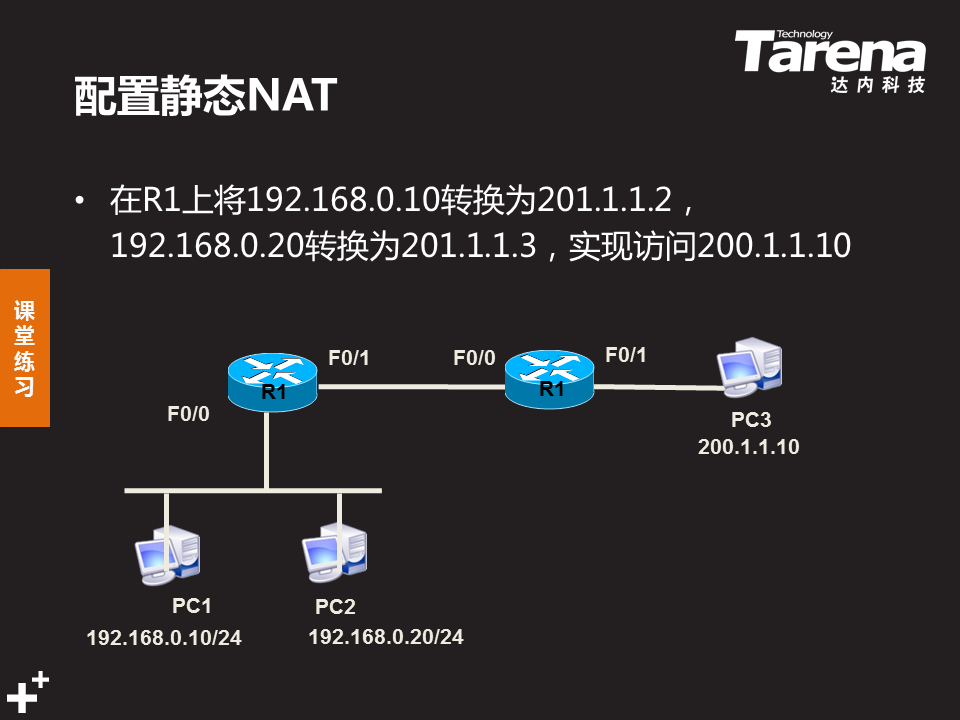 Technology
Tarena
达内科技
配置静态NAT
• 在R1上将192.168.0.10转换为201.1.1.2，
192.168.0.20转换为201.1.1.3，实现访问200.1.1.10
课
堂
练
习
F0/1
F0/0
F0/1
R1
R1
F0/0
PC3
200.1.1.10
PC1
PC2
192.168.0.10/24
192.168.0.20/24